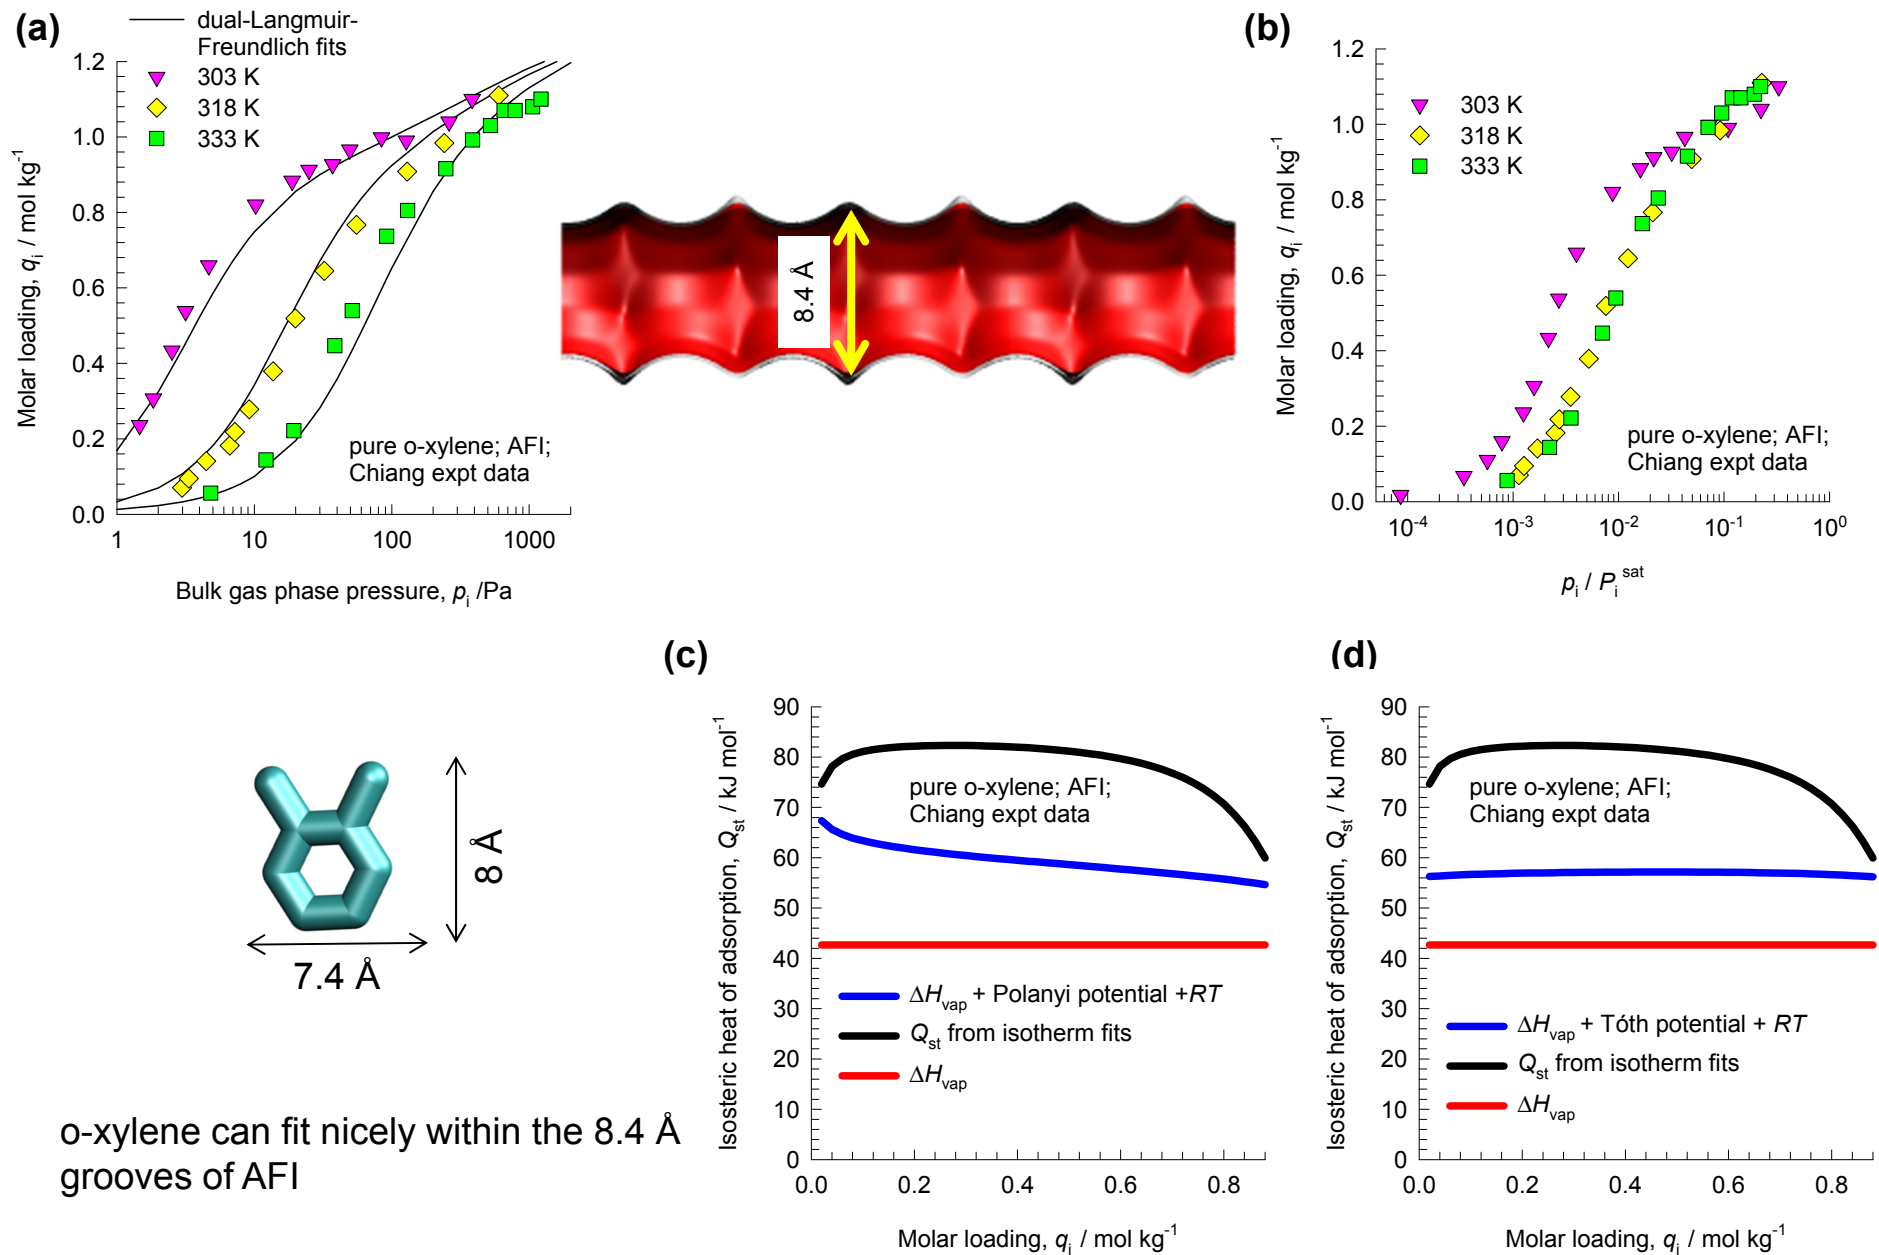 (a)
dual-Langmuir-
Freundlich fits
303 K
318 K
333 K
1.2
1.0
0.8
0.6
0.4
0.2
0.0
Molar loading, qi / mol kg-1
pure o-xylene; AFI;
Chiang expt data
1 10 100 1000
Bulk gas phase pressure, pi /Pa
8.4 Å
(b)
303 K
318 K
333 K
1.2
1.0
0.8
0.6
0.4
0.2
0.0
Molar loading, qi / mol kg-1
pure o-xylene; AFI;
Chiang expt data
10-4 10-3 10-2 10-1 100
pi / Pi sat
8 Å
7.4 Å
o-xylene can fit nicely within the 8.4 Å
grooves of AFI
(c)
90
80
70
60
50
40
30
20
10
0
Isosteric heat of adsorption, Qst / kJ mol-1
pure o-xylene; AFI;
Chiang expt data
ΔHvap + Polanyi potential +RT
Qst from isotherm fits
ΔHvap
0.0 0.2 0.4 0.6 0.8
Molar loading, qi / mol kg-1
(d)
90
80
70
60
50
40
30
20
10
0
Isosteric heat of adsorption, Qst / kJ mol-1
pure o-xylene; AFI;
Chiang expt data
ΔHvap + Tóth potential + RT
Qst from isotherm fits
ΔHvap
0.0 0.2 0.4 0.6 0.8
Molar loading, qi / mol kg-1